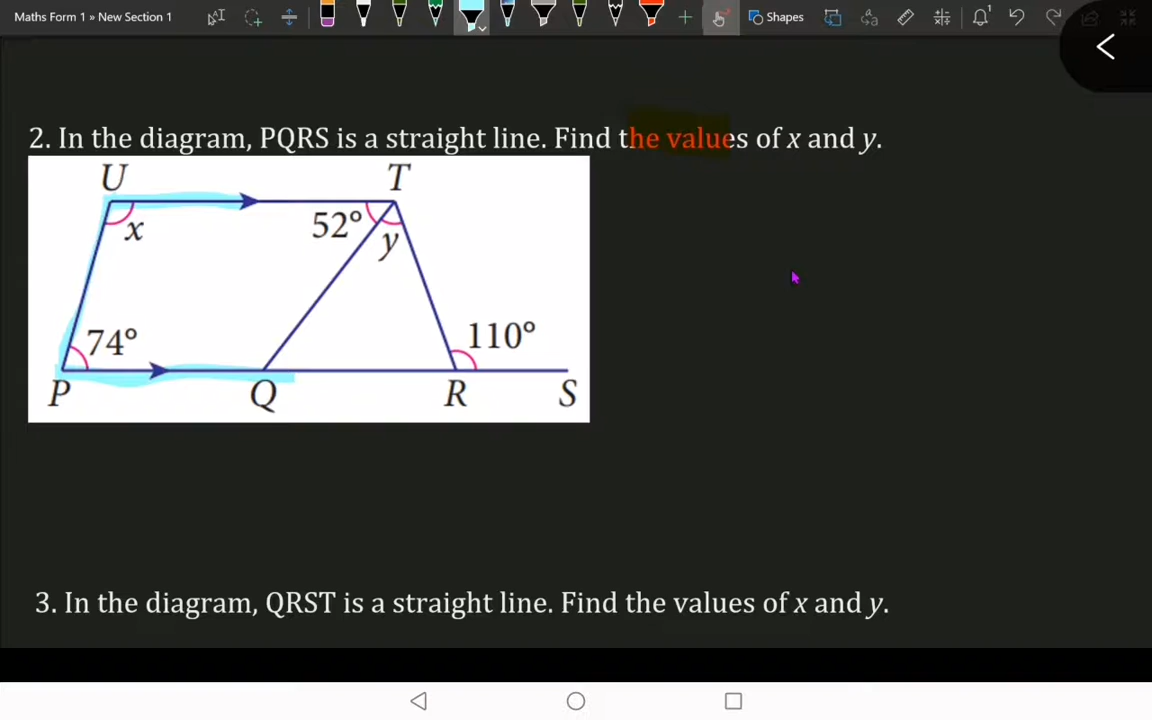 Maths Form 1 » New Section 1
Shapes
1
2. In the diagram, PQRS is a straight line. Find the values of x and y.
U T
x 52° y
74° 110°
P Q R S
3. In the diagram, QRST is a straight line. Find the values of x and y.